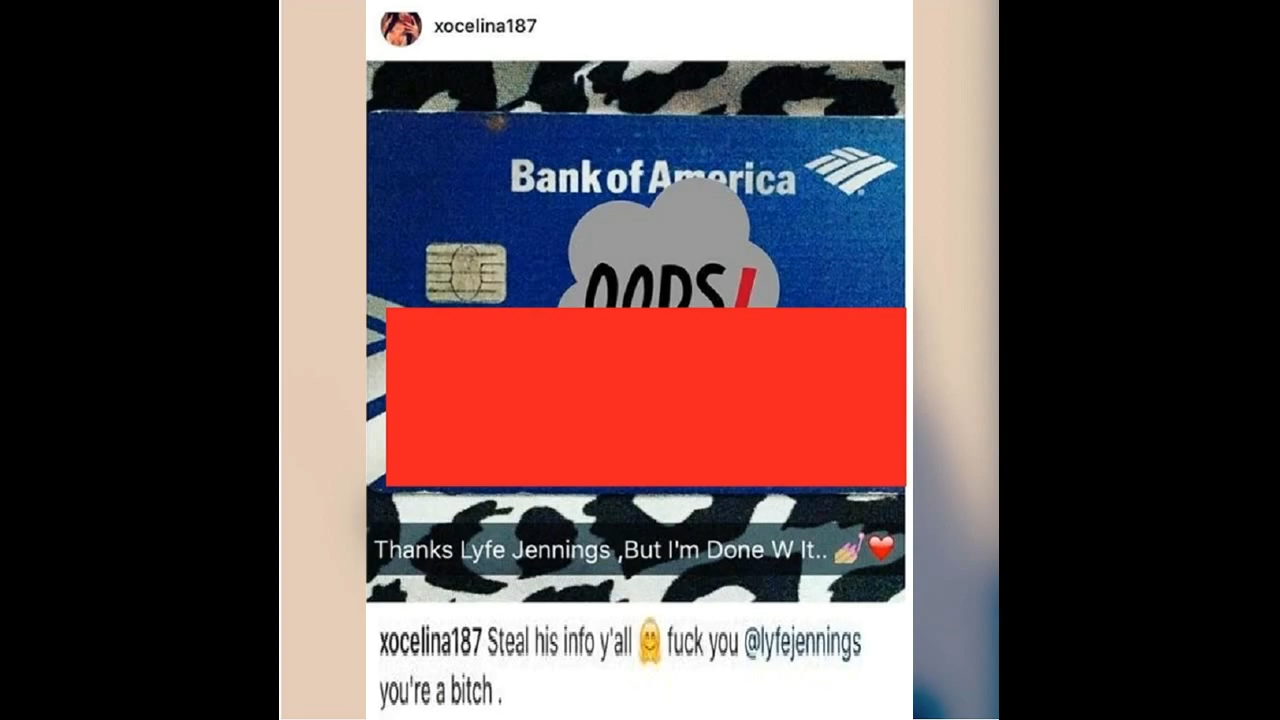 xocelina187
Bank of America
OOPS!
Thanks Lyfe Jennings ,But I'm Done W It.. 💅❤️
xocelina187 Steal his info y'all 🤗 fuck you @lyfejennings
you're a bitch .